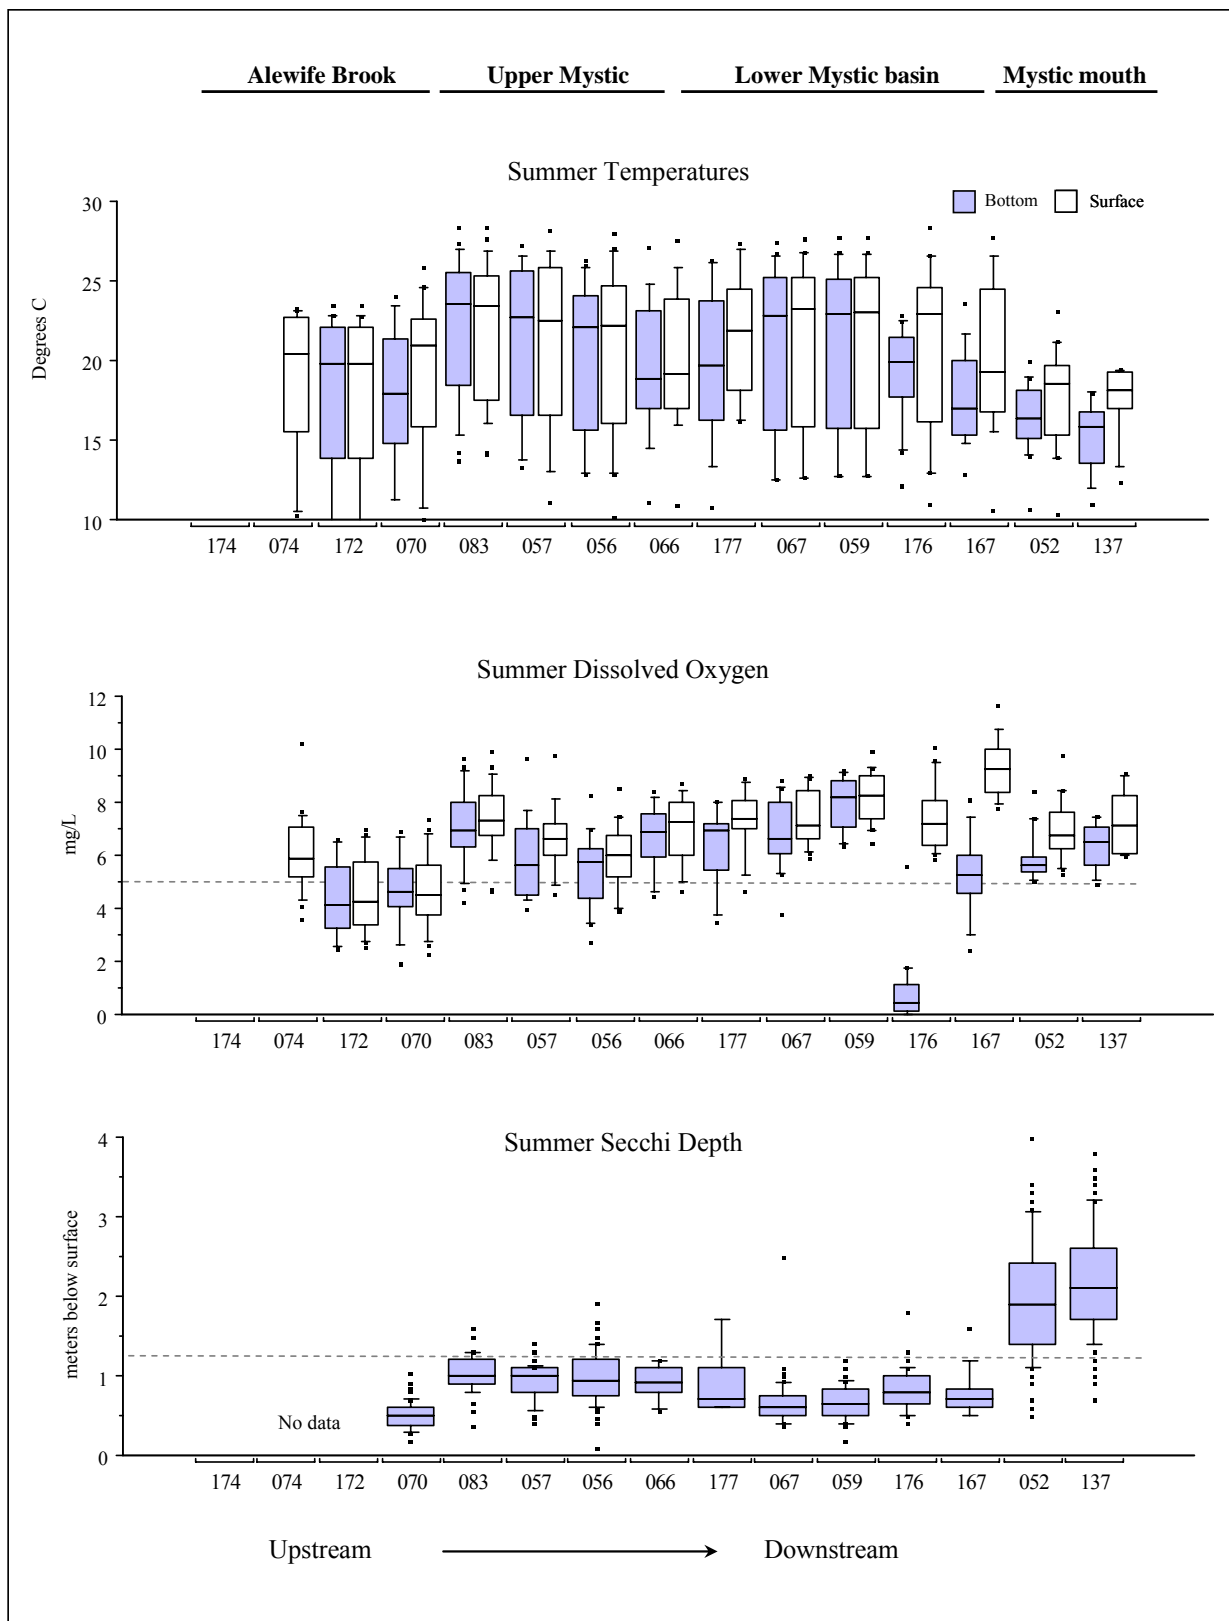 Alewife Brook Upper Mystic Lower Mystic basin Mystic mouth
Summer Temperatures
Bottom Surface
Degrees C
30
25
20
15
10
174 074 172 070 083 057 056 066 177 067 059 176 167 052 137
Summer Dissolved Oxygen
mg/L
12
10
8
6
4
2
0
174 074 172 070 083 057 056 066 177 067 059 176 167 052 137
Summer Secchi Depth
meters below surface
4
3
2
1
0
No data
174 074 172 070 083 057 056 066 177 067 059 176 167 052 137
Upstream Downstream